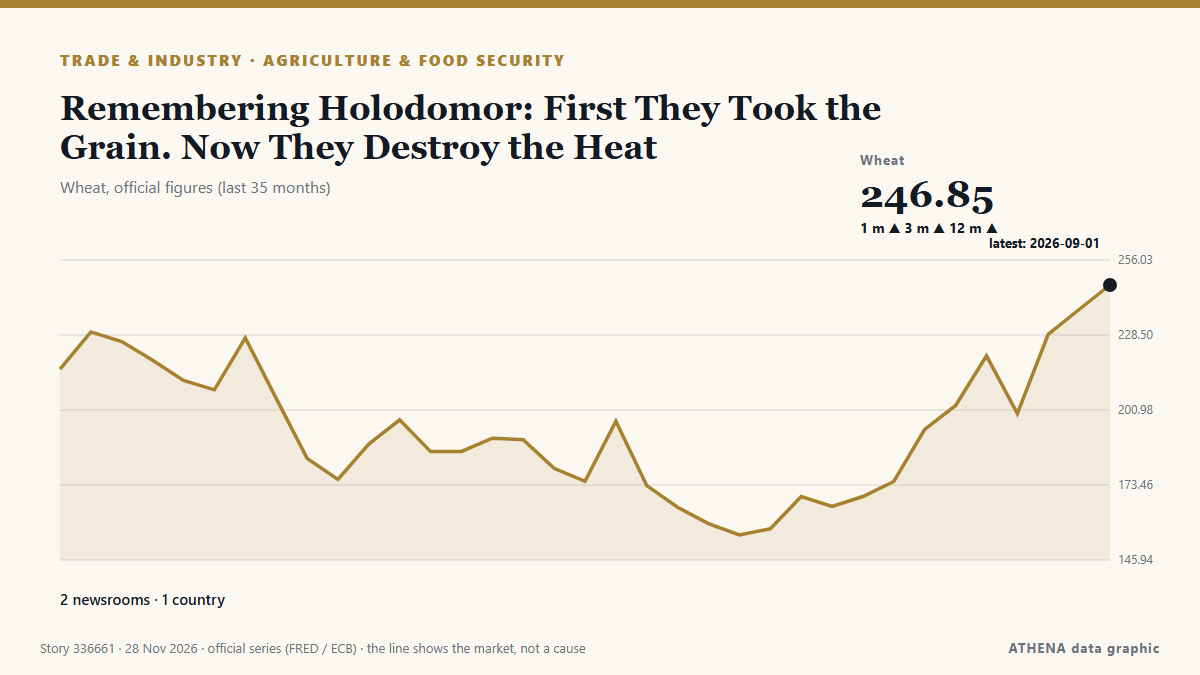 TRADE & INDUSTRY · AGRICULTURE & FOOD SECURITY
Remembering Holodomor: First They Took the
Grain. Now They Destroy the Heat
Wheat, official figures (last 35 months)
Wheat
246.85
1 m ▲ 3 m ▲ 12 m ▲
latest: 2026-09-01
256.03
228.50
200.98
173.46
145.94
2 newsrooms · 1 country
Story 336661 · 28 Nov 2026 · official series (FRED / ECB) · the line shows the market, not a cause
ATHENA data graphic